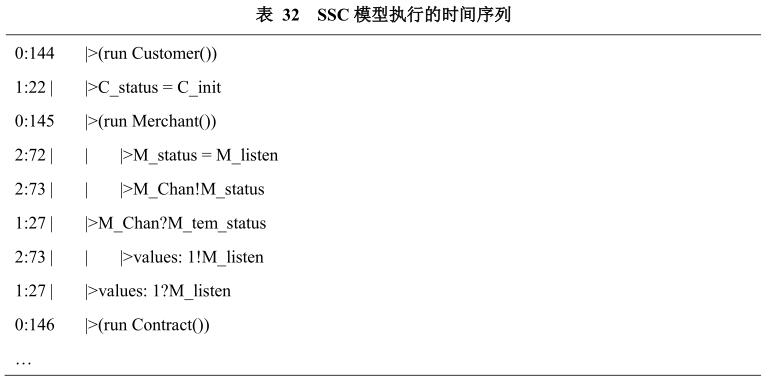 表 32 SSC 模型执行的时间序列
0:144 |>(run Customer())
1:22 | |>C_status = C_init
0:145 |>(run Merchant())
2:72 | | |>M_status = M_listen
2:73 | | |>M_Chan!M_status
1:27 | |>M_Chan?M_tem_status
2:73 | | |>values: 1!M_listen
1:27 | |>values: 1?M_listen
0:146 |>(run Contract())
…